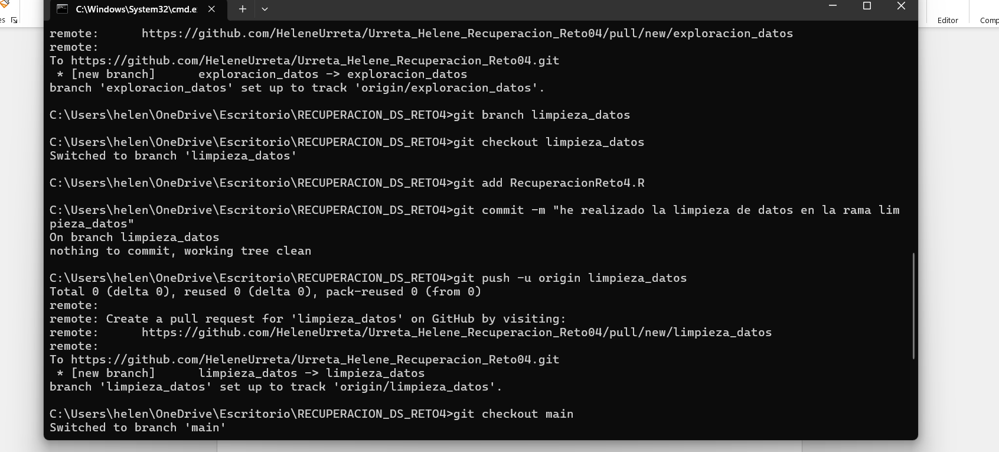 C:\Windows\System32\cmd.e:
es
Editor
Comp
remote:      https://github.com/HeleneUrreta/Urreta_Helene_Recuperacion_Reto04/pull/new/exploracion_datos
remote:
To https://github.com/HeleneUrreta/Urreta_Helene_Recuperacion_Reto04.git
 * [new branch]      exploracion_datos -> exploracion_datos
branch 'exploracion_datos' set up to track 'origin/exploracion_datos'.
C:\Users\helen\OneDrive\Escritorio\RECUPERACION_DS_RETO4>git branch limpieza_datos
C:\Users\helen\OneDrive\Escritorio\RECUPERACION_DS_RETO4>git checkout limpieza_datos
Switched to branch 'limpieza_datos'
C:\Users\helen\OneDrive\Escritorio\RECUPERACION_DS_RETO4>git add RecuperacionReto4.R
C:\Users\helen\OneDrive\Escritorio\RECUPERACION_DS_RETO4>git commit -m "he realizado la limpieza de datos en la rama lim
pieza_datos"
On branch limpieza_datos
nothing to commit, working tree clean
C:\Users\helen\OneDrive\Escritorio\RECUPERACION_DS_RETO4>git push -u origin limpieza_datos
Total 0 (delta 0), reused 0 (delta 0), pack-reused 0 (from 0)
remote:
remote: Create a pull request for 'limpieza_datos' on GitHub by visiting:
remote:      https://github.com/HeleneUrreta/Urreta_Helene_Recuperacion_Reto04/pull/new/limpieza_datos
remote:
To https://github.com/HeleneUrreta/Urreta_Helene_Recuperacion_Reto04.git
 * [new branch]      limpieza_datos -> limpieza_datos
branch 'limpieza_datos' set up to track 'origin/limpieza_datos'.
C:\Users\helen\OneDrive\Escritorio\RECUPERACION_DS_RETO4>git checkout main
Switched to branch 'main'